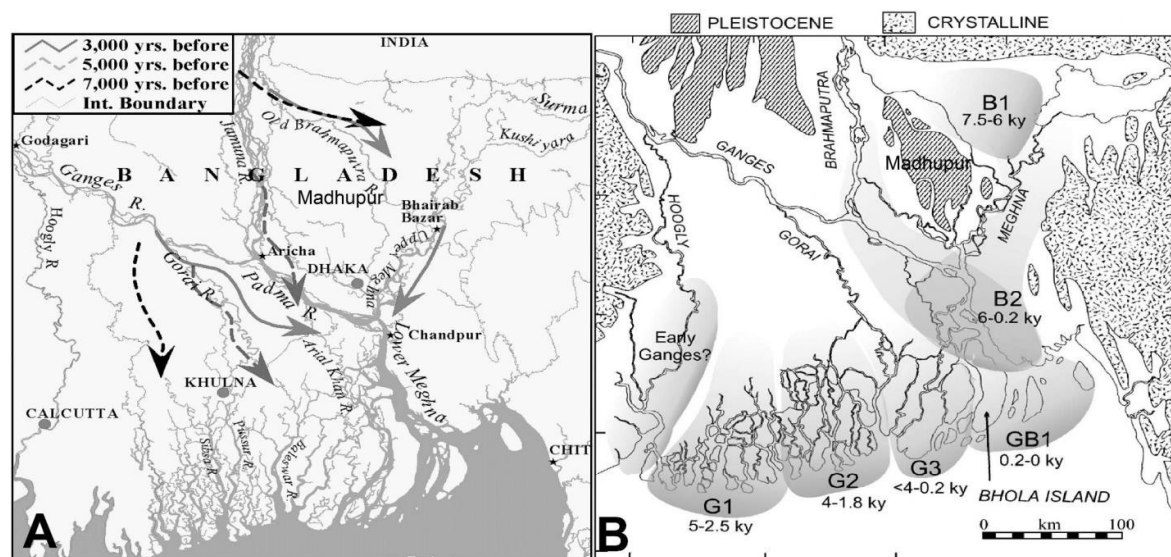 3,000 yrs. before
5,000 yrs. before
7,000 yrs. before
Int. Boundary
INDIA
Surma
Kushiyara
Godagari
Jamuna R.
Old Brahmaputra R.
BANGLADESH
Ganges R.
Madhupur
Bhairab
Bazar
Hoogly R
Upper Meghna
Aricha
DHAKA
Gorai R.
Padma R.
Chandpur
Arial Khan R.
Lower Meghna
KHULNA
CALCUTTA
Sibsa R.
Pussur R.
Baleswar R.
CHIT
A
PLEISTOCENE
CRYSTALLINE
BRAHMAPUTRA
B1
7.5-6 ky
Madhupur
GANGES
HOOGLY
GORAI
MEGHNA
B2
6-0.2 ky
Early
Ganges?
GB1
0.2-0 ky
G3
<4-0.2 ky
G2
4-1.8 ky
G1
5-2.5 ky
BHOLA ISLAND
0 km 100
B